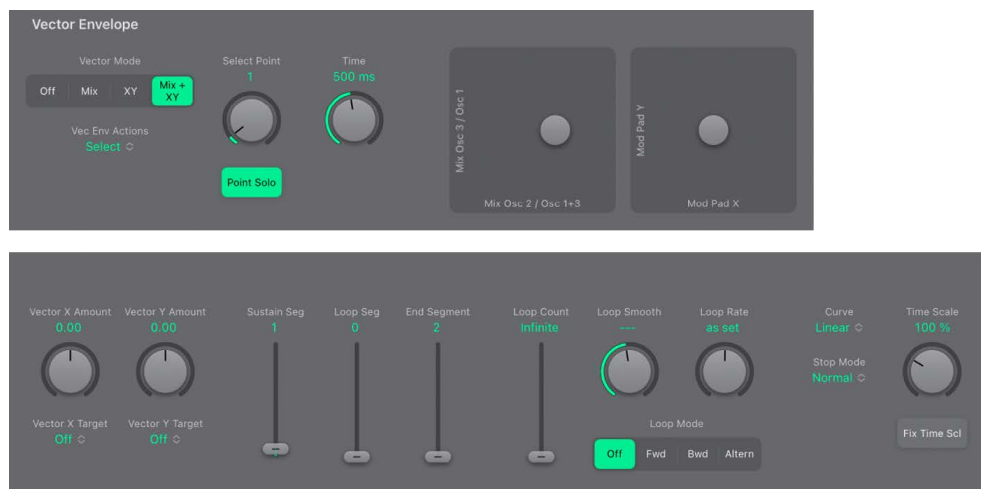 Vector Envelope
Vector Mode
Off
Mix
XY
Mix +
XY
Vec Env Actions
Select
Select Point
1
Point Solo
Time
500 ms
Mix Osc 3 / Osc 1
Mix Osc 2 / Osc 1+3
Mod Pad Y
Mod Pad X
Vector X Amount
0.00
Vector Y Amount
0.00
Vector X Target
Off
Vector Y Target
Off
Sustain Seg
1
Loop Seg
0
End Segment
2
Loop Count
Infinite
Loop Smooth
---
Loop Rate
as set
Loop Mode
Off
Fwd
Bwd
Altern
Curve
Linear
Stop Mode
Normal
Time Scale
100 %
Fix Time Scl